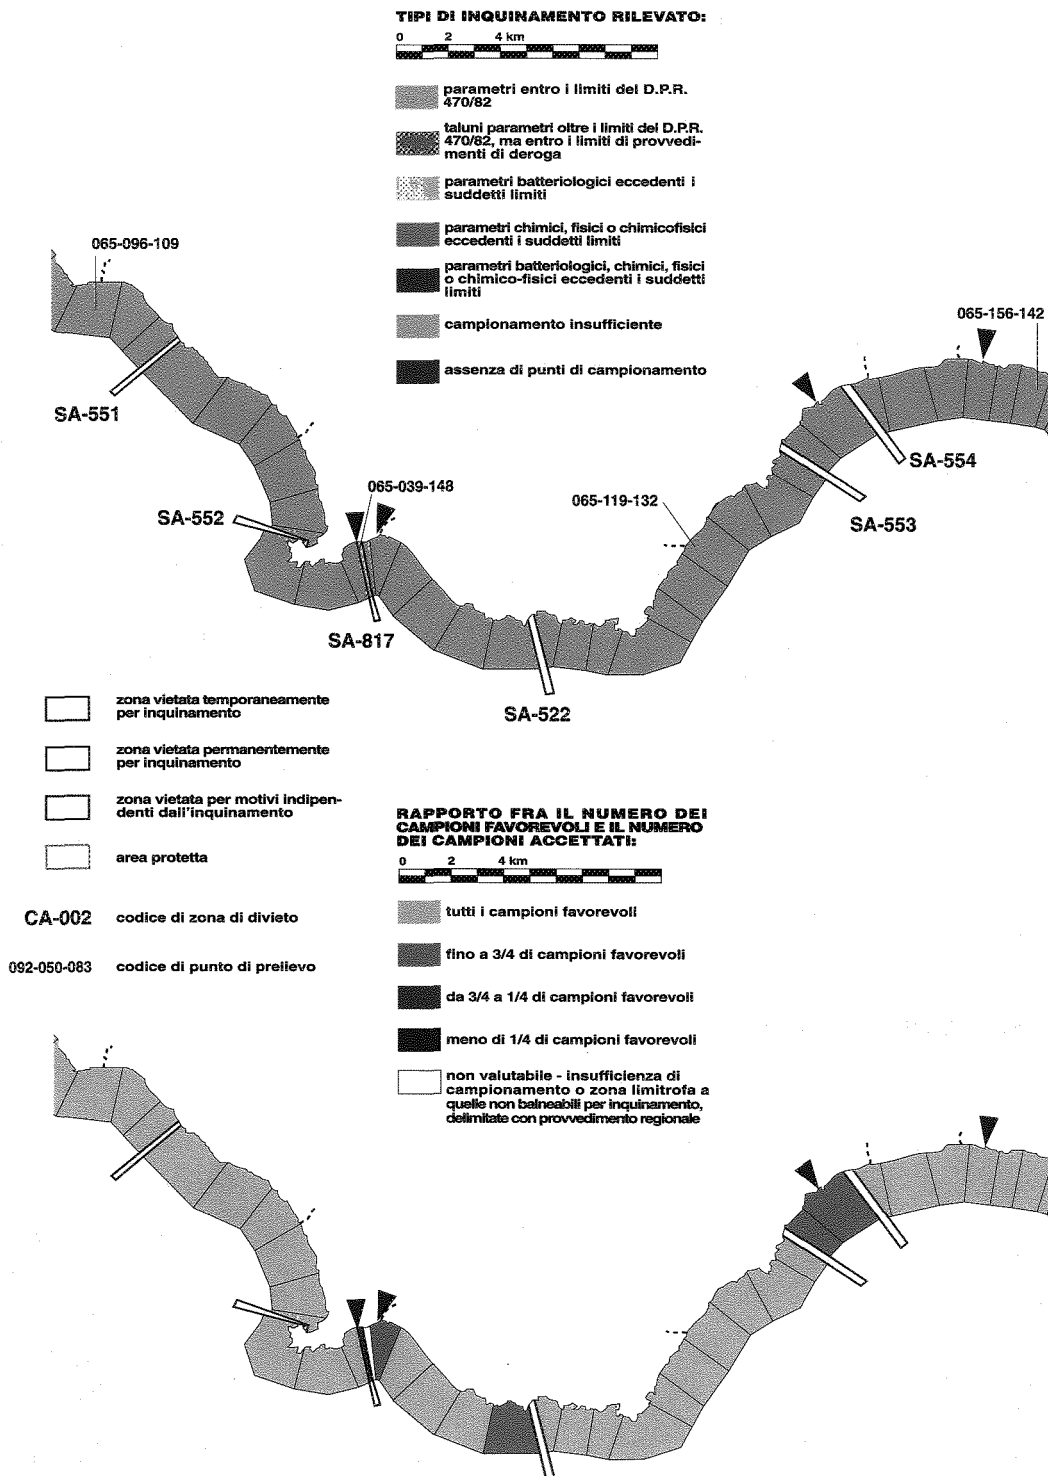 TIPI DI INQUINAMENTO RILEVATO:
0 2 4 km
parametri entro i limiti del D.P.R.
470/82
taluni parametri oltre i limiti del D.P.R.
470/82, ma entro i limiti di provvedi-
menti di deroga
parametri batteriologici eccedenti i
suddetti limiti
parametri chimici, fisici o chimicofisici
eccedenti i suddetti limiti
parametri batteriologici, chimici, fisici
o chimico-fisici eccedenti i suddetti
limiti
campionamento insufficiente
assenza di punti di campionamento
065-096-109
065-156-142
SA-551
SA-554
065-039-148
065-119-132
SA-552
SA-553
SA-817
SA-522
zona vietata temporaneamente
per inquinamento
zona vietata permanentemente
per inquinamento
zona vietata per motivi indipen-
denti dall'inquinamento
area protetta
CA-002 codice di zona di divieto
092-050-083 codice di punto di prelievo
RAPPORTO FRA IL NUMERO DEI
CAMPIONI FAVOREVOLI E IL NUMERO
DEI CAMPIONI ACCETTATI:
0 2 4 km
tutti i campioni favorevoli
fino a 3/4 di campioni favorevoli
da 3/4 a 1/4 di campioni favorevoli
meno di 1/4 di campioni favorevoli
non valutabile - insufficienza di
campionamento o zona limitrofa a
quelle non balneabili per inquinamento,
delimitate con provvedimento regionale